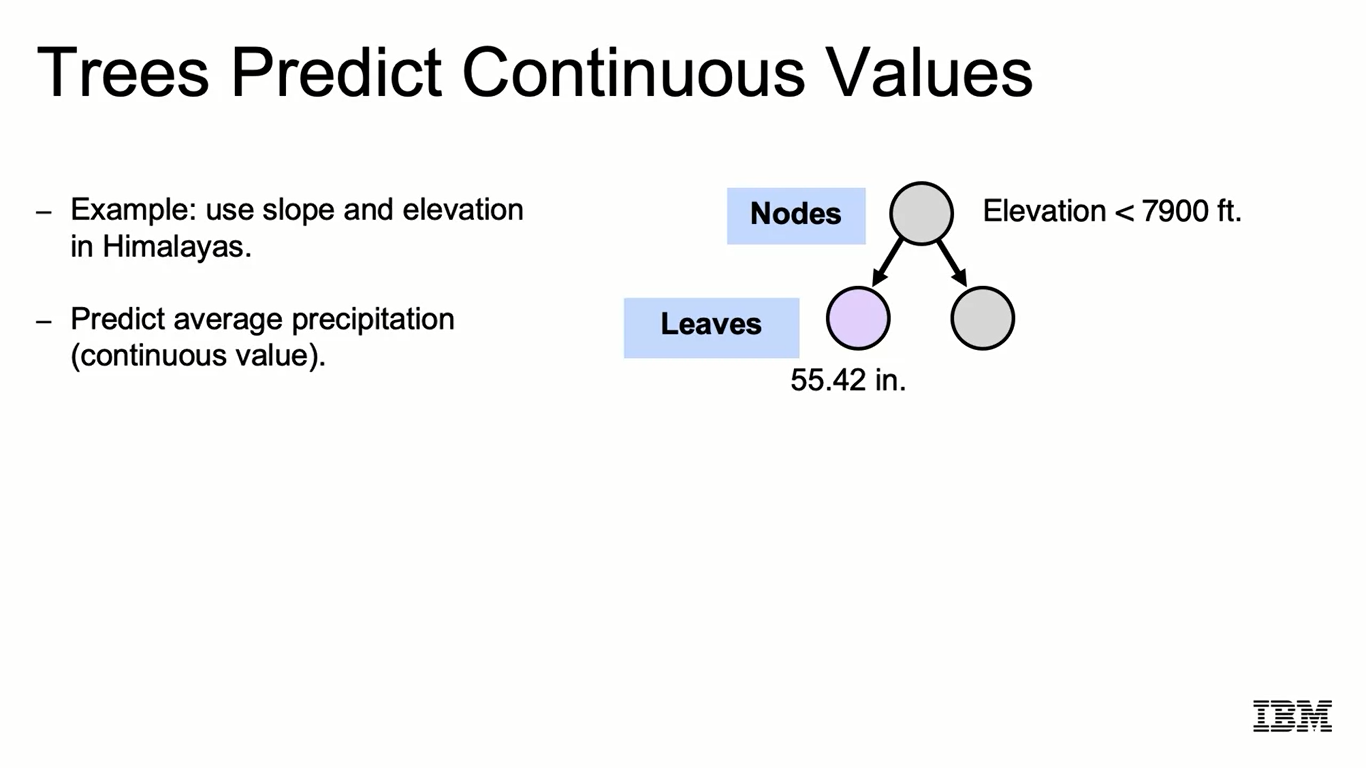 Trees Predict Continuous Values
– Example: use slope and elevation
in Himalayas.
– Predict average precipitation
(continuous value).
Nodes
Elevation < 7900 ft.
Leaves
55.42 in.
IBM